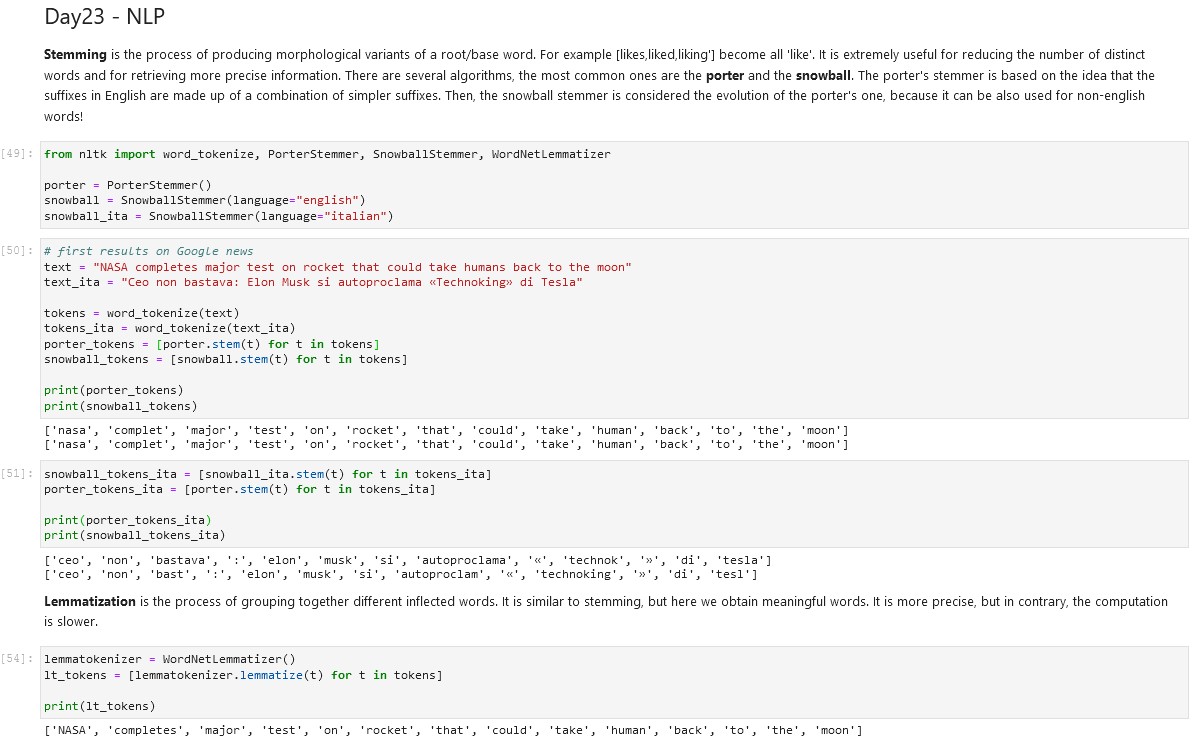 Day23 - NLP
Stemming is the process of producing morphological variants of a root/base word. For example [likes,liked,liking'] become all 'like'. It is extremely useful for reducing the number of distinct
words and for retrieving more precise information. There are several algorithms, the most common ones are the porter and the snowball. The porter's stemmer is based on the idea that the
suffixes in English are made up of a combination of simpler suffixes. Then, the snowball stemmer is considered the evolution of the porter's one, because it can be also used for non-english
words!
[49]: from nltk import word_tokenize, PorterStemmer, SnowballStemmer, WordNetLemmatizer
porter = PorterStemmer()
snowball = SnowballStemmer(language="english")
snowball_ita = SnowballStemmer(language="italian")
[50]: # first results on Google news
text = "NASA completes major test on rocket that could take humans back to the moon"
text_ita = "Ceo non bastava: Elon Musk si autoproclama «Technoking» di Tesla"
tokens = word_tokenize(text)
tokens_ita = word_tokenize(text_ita)
porter_tokens = [porter.stem(t) for t in tokens]
snowball_tokens = [snowball.stem(t) for t in tokens]
print(porter_tokens)
print(snowball_tokens)
['nasa', 'complet', 'major', 'test', 'on', 'rocket', 'that', 'could', 'take', 'human', 'back', 'to', 'the', 'moon']
['nasa', 'complet', 'major', 'test', 'on', 'rocket', 'that', 'could', 'take', 'human', 'back', 'to', 'the', 'moon']
[51]: snowball_tokens_ita = [snowball_ita.stem(t) for t in tokens_ita]
porter_tokens_ita = [porter.stem(t) for t in tokens_ita]
print(porter_tokens_ita)
print(snowball_tokens_ita)
['ceo', 'non', 'bastava', ':', 'elon', 'musk', 'si', 'autoproclama', '«', 'technok', '»', 'di', 'tesla']
['ceo', 'non', 'bast', ':', 'elon', 'musk', 'si', 'autoproclam', '«', 'technoking', '»', 'di', 'tesl']
Lemmatization is the process of grouping together different inflected words. It is similar to stemming, but here we obtain meaningful words. It is more precise, but in contrary, the computation
is slower.
[54]: lemmatokenizer = WordNetLemmatizer()
lt_tokens = [lemmatokenizer.lemmatize(t) for t in tokens]
print(lt_tokens)
['NASA', 'completes', 'major', 'test', 'on', 'rocket', 'that', 'could', 'take', 'human', 'back', 'to', 'the', 'moon']